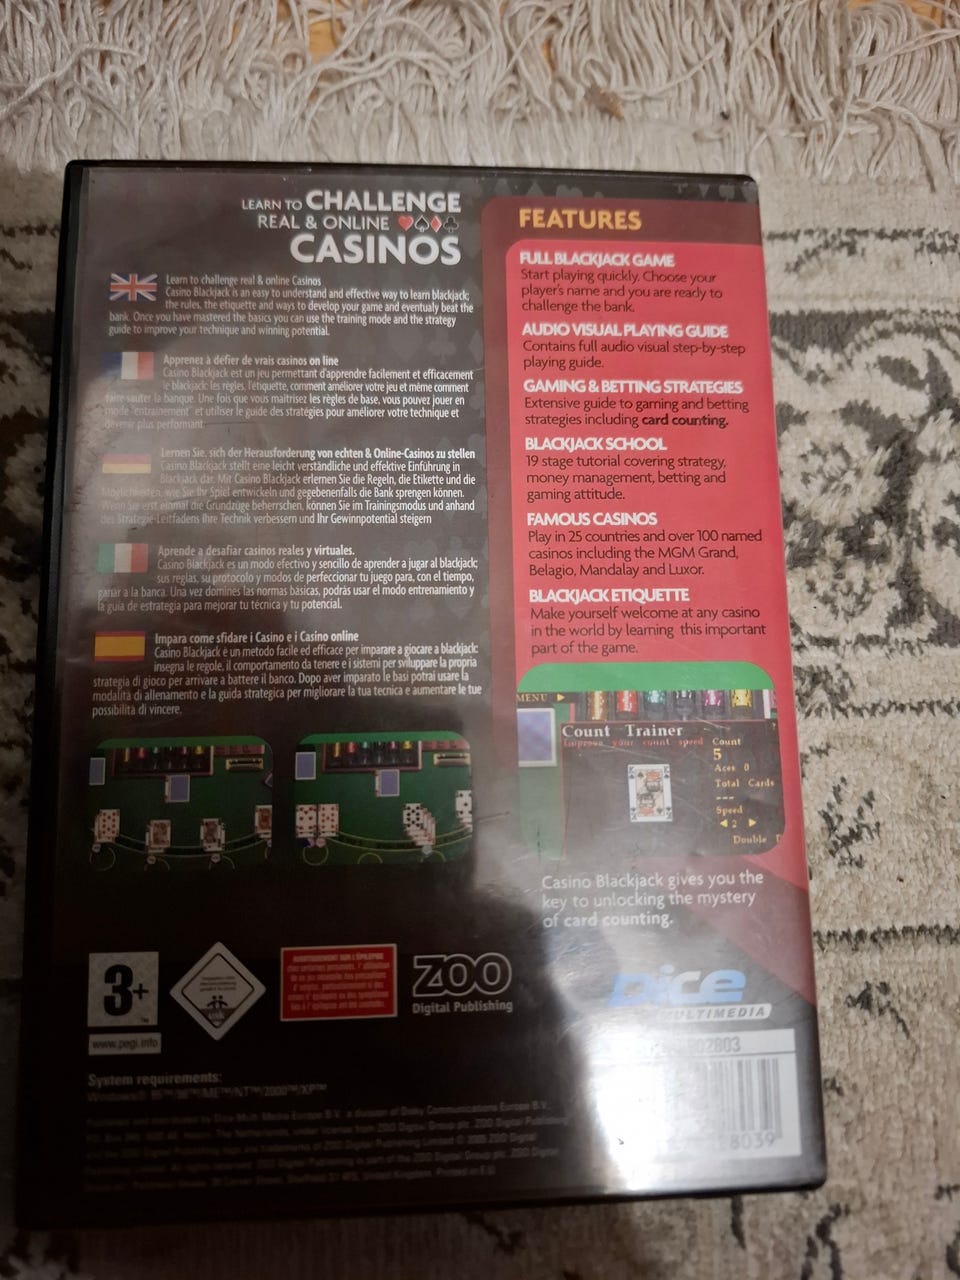 LEARN TO CHALLENGE
REAL & ONLINE
CASINOS
Learn to challenge real & online Casinos
Casino Blackjack is an easy to understand and effective way to learn blackjack;
the rules, the etiquette and ways to develop your game and eventualy beat the
bank. Once you have mastered the basics you can use the training mode and the strategy
guide to improve your technique and winning potential.
Apprenez à défier de vrais casinos on line
Casino Blackjack est un jeu permettant d'apprendre facilement et efficacement
le blackjack: les règles, l'étiquette, comment améliorer votre jeu et même comment
faire sauter la banque. Une fois que vous maîtrisez les règles de base, vous pouvez jouer en
mode "entrainement" et utiliser le guide des stratégies pour améliorer votre technique et
devenir plus performant
Lernen Sie, sich der Herausforderung von echten & Online-Casinos zu stellen
Casino Blackjack stellt eine leicht verständliche und effektive Einführung in
Blackjack dar. Mit Casino Blackjack erlernen Sie die Regeln, die Etikette und die
Möglichkeiten, wie Sie Ihr Spiel entwickeln und gegebenenfalls die Bank sprengen können.
Wenn Sie erst einmal die Grundzüge beherrschen, können Sie im Trainingsmodus und anhand
des Strategie-Leitfadens Ihre Technik verbessern und Ihr Gewinnpotential steigern
Aprende a desafiar casinos reales y virtuales.
Casino Blackjack es un modo efectivo y sencillo de aprender a jugar al blackjack;
sus reglas, su protocolo y modos de perfeccionar tu juego para, con el tiempo,
ganar a la banca. Una vez domines las normas básicas, podrás usar el modo entrenamiento y
la guía de estrategia para mejorar tu técnica y tu potencial.
Impara come sfidare i Casino e i Casino online
Casino Blackjack è un metodo facile ed efficace per imparare a giocare a blackjack:
insegna le regole, il comportamento da tenere e i sistemi per sviluppare la propria
strategia di gioco per arrivare a battere il banco. Dopo aver imparato le basi potrai usare la
modalità di allenamento e la guida strategica per migliorare la tua tecnica e aumentare le tue
possibilità di vincere.
FEATURES
FULL BLACKJACK GAME
Start playing quickly. Choose your
player's name and you are ready to
challenge the bank.
AUDIO VISUAL PLAYING GUIDE
Contains full audio visual step-by-step
playing guide.
GAMING & BETTING STRATEGIES
Extensive guide to gaming and betting
strategies including card counting.
BLACKJACK SCHOOL
19 stage tutorial covering strategy,
money management, betting and
gaming attitude.
FAMOUS CASINOS
Play in 25 countries and over 100 named
casinos including the MGM Grand,
Belagio, Mandalay and Luxor.
BLACKJACK ETIQUETTE
Make yourself welcome at any casino
in the world by learning this important
part of the game.
MENU
Count Trainer
Improve your count speed
Count
5
Aces 0
Total Cards
---
Speed
2
Double
Casino Blackjack gives you the
key to unlocking the mystery
of card counting.
3+
www.pegi.info
AVERTISSEMENT SUR L'ÉPILEPSIE
ZOO
Digital Publishing
Dice
MULTIMEDIA
System requirements: